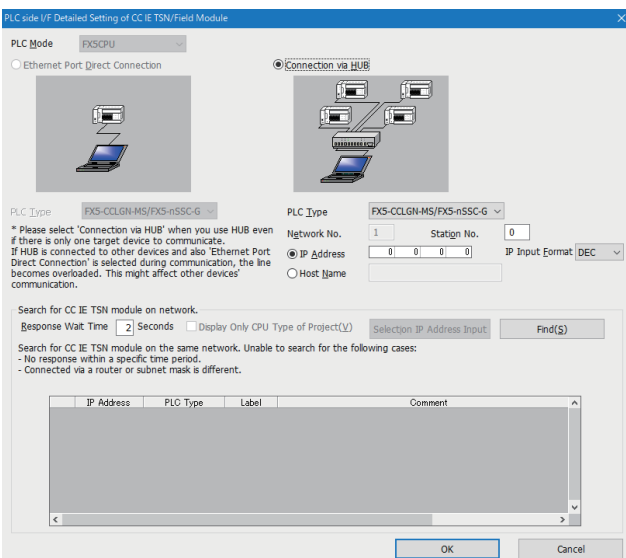 PLC side I/F Detailed Setting of CC IE TSN/Field Module
PLC Mode FX5CPU
Ethernet Port Direct Connection
Connection via HUB
PLC Type FX5-CCLGN-MS/FX5-nSSC-G
* Please select 'Connection via HUB' when you use HUB even
if there is only one target device to communicate.
If HUB is connected to other devices and also 'Ethernet Port
Direct Connection' is selected during communication, the line
becomes overloaded. This might affect other devices'
communication.
PLC Type FX5-CCLGN-MS/FX5-nSSC-G
Network No. 1 Station No. 0
IP Address 0 0 0 0 IP Input Format DEC
Host Name
Search for CC IE TSN module on network.
Response Wait Time 2 Seconds Display Only CPU Type of Project(V) Selection IP Address Input Find(S)
Search for CC IE TSN module on the same network. Unable to search for the following cases:
- No response within a specific time period.
- Connected via a router or subnet mask is different.
IP Address PLC Type Label Comment
OK Cancel